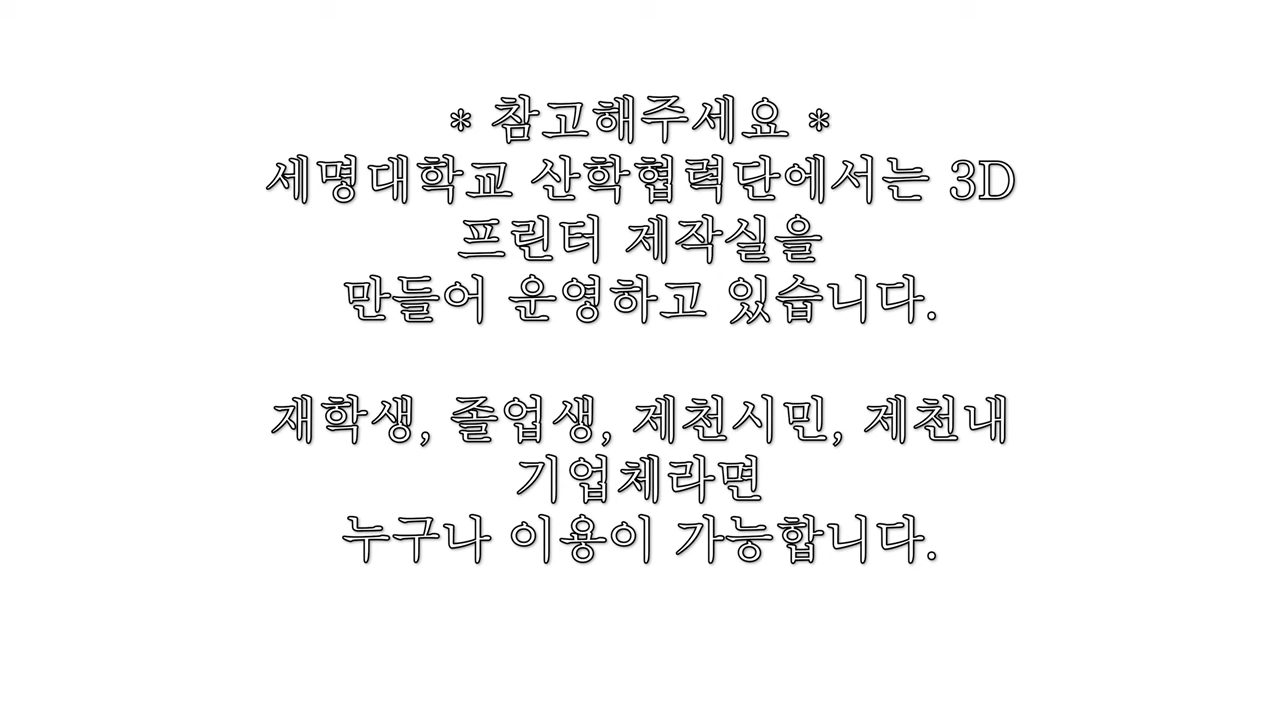 * 참고해주세요 *
세명대학교 산학협력단에서는 3D
프린터 제작실을
만들어 운영하고 있습니다.
재학생, 졸업생, 제천시민, 제천내
기업체라면
누구나 이용이 가능합니다.